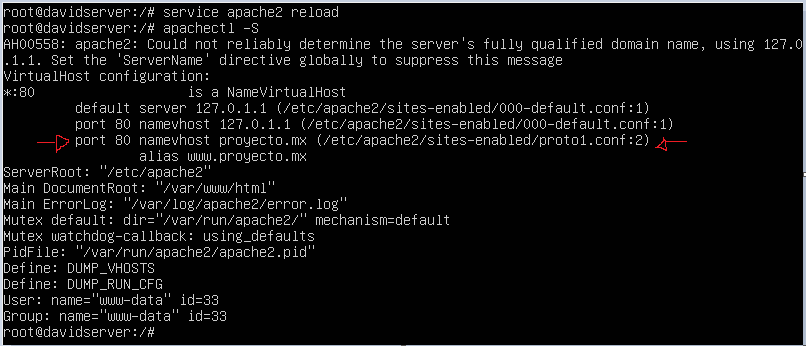 root@davidserver:/# service apache2 reload
root@davidserver:/# apachectl -S
AH00558: apache2: Could not reliably determine the server's fully qualified domain name, using 127.0
.1.1. Set the 'ServerName' directive globally to suppress this message
VirtualHost configuration:
*:80                   is a NameVirtualHost
         default server 127.0.1.1 (/etc/apache2/sites-enabled/000-default.conf:1)
         port 80 namevhost 127.0.1.1 (/etc/apache2/sites-enabled/000-default.conf:1)
         port 80 namevhost proyecto.mx (/etc/apache2/sites-enabled/proto1.conf:2)
                 alias www.proyecto.mx
ServerRoot: "/etc/apache2"
Main DocumentRoot: "/var/www/html"
Main ErrorLog: "/var/log/apache2/error.log"
Mutex default: dir="/var/run/apache2/" mechanism=default
Mutex watchdog-callback: using_defaults
PidFile: "/var/run/apache2/apache2.pid"
Define: DUMP_VHOSTS
Define: DUMP_RUN_CFG
User: name="www-data" id=33
Group: name="www-data" id=33
root@davidserver:/#